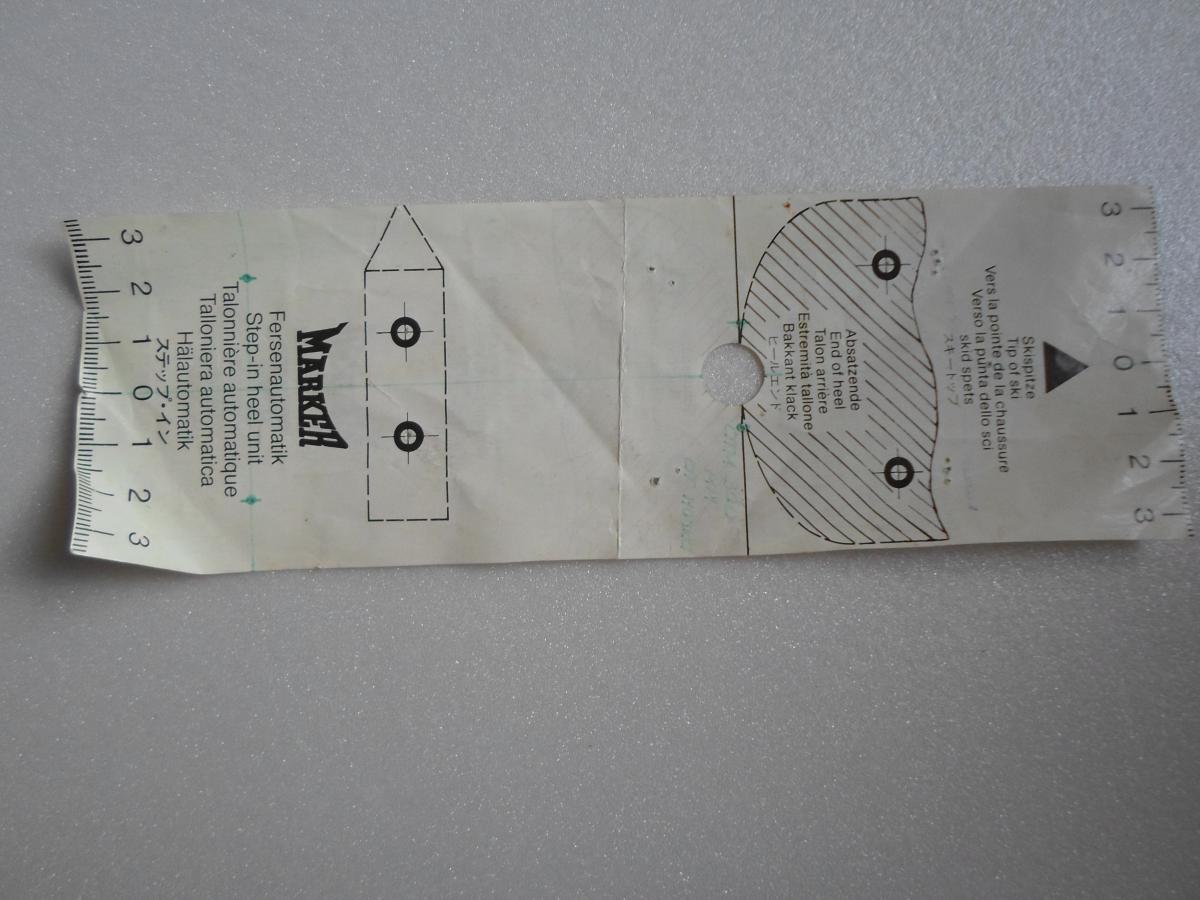 3 2 1 0 1 2 3
Skispitze
Tip of ski
Vers la pointe de la chaussure
Verso la punta dello sci
skid spets
スキートップ
Absatzende
End of heel
Talon arrière
Estremità tallone
Bakkant klack
ヒールエンド
MARKER
Fersenautomatik
Step-in heel unit
Talonnière automatique
Talloniera automatica
Hälautomatik
ステップ・イン
3 2 1 0 1 2 3